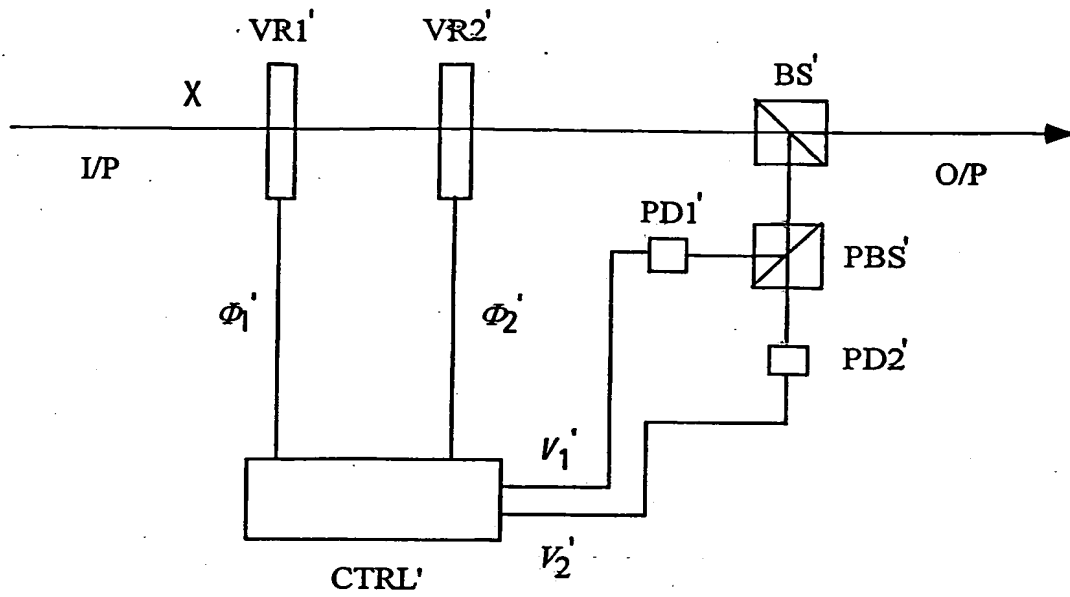 VR1'
VR2'
BS'
X
I/P
O/P
PD1'
PBS'
Φ1'
Φ2'
PD2'
V1'
V2'
CTRL'